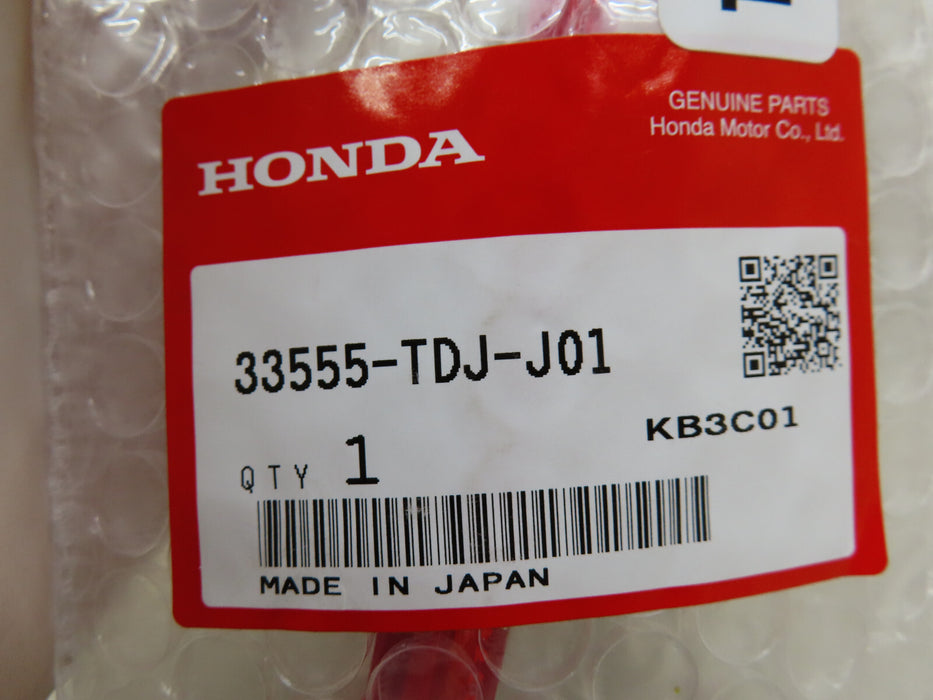 GENUINE PARTS
Honda Motor Co., Ltd.
HONDA
33555-TDJ-J01
KB3C01
QTY 1
MADE IN JAPAN